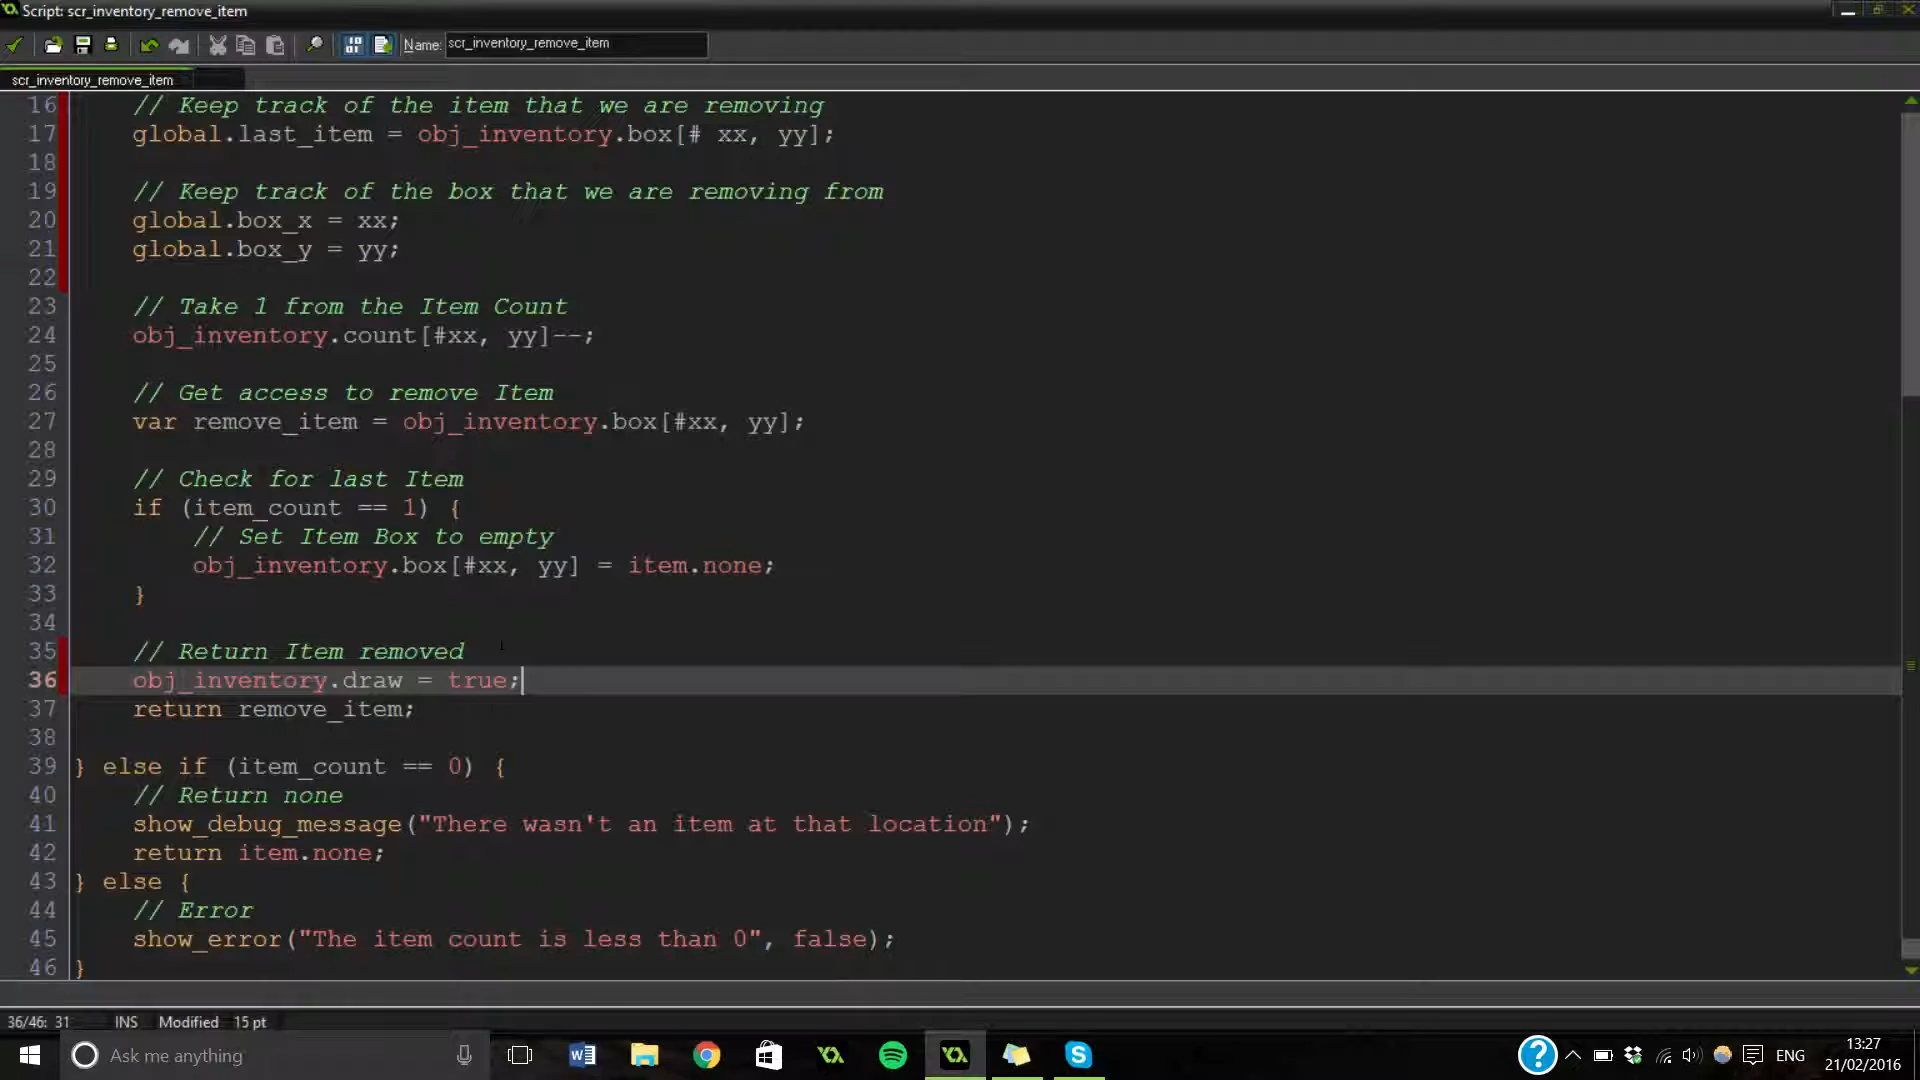 Script: scr_inventory_remove_item
Name: scr_inventory_remove_item
scr_inventory_remove_item
16 // Keep track of the item that we are removing
17 global.last_item = obj_inventory.box[# xx, yy];
18
19 // Keep track of the box that we are removing from
20 global.box_x = xx;
21 global.box_y = yy;
22
23 // Take 1 from the Item Count
24 obj_inventory.count[#xx, yy]--;
25
26 // Get access to remove Item
27 var remove_item = obj_inventory.box[#xx, yy];
28
29 // Check for last Item
30 if (item_count == 1) {
31 // Set Item Box to empty
32 obj_inventory.box[#xx, yy] = item.none;
33 }
34
35 // Return Item removed
36 obj_inventory.draw = true;
37 return remove_item;
38
39 } else if (item_count == 0) {
40 // Return none
41 show_debug_message("There wasn't an item at that location");
42 return item.none;
43 } else {
44 // Error
45 show_error("The item count is less than 0", false);
46 }
36/46: 31 INS Modified 15 pt
Ask me anything
ENG
13:27
21/02/2016